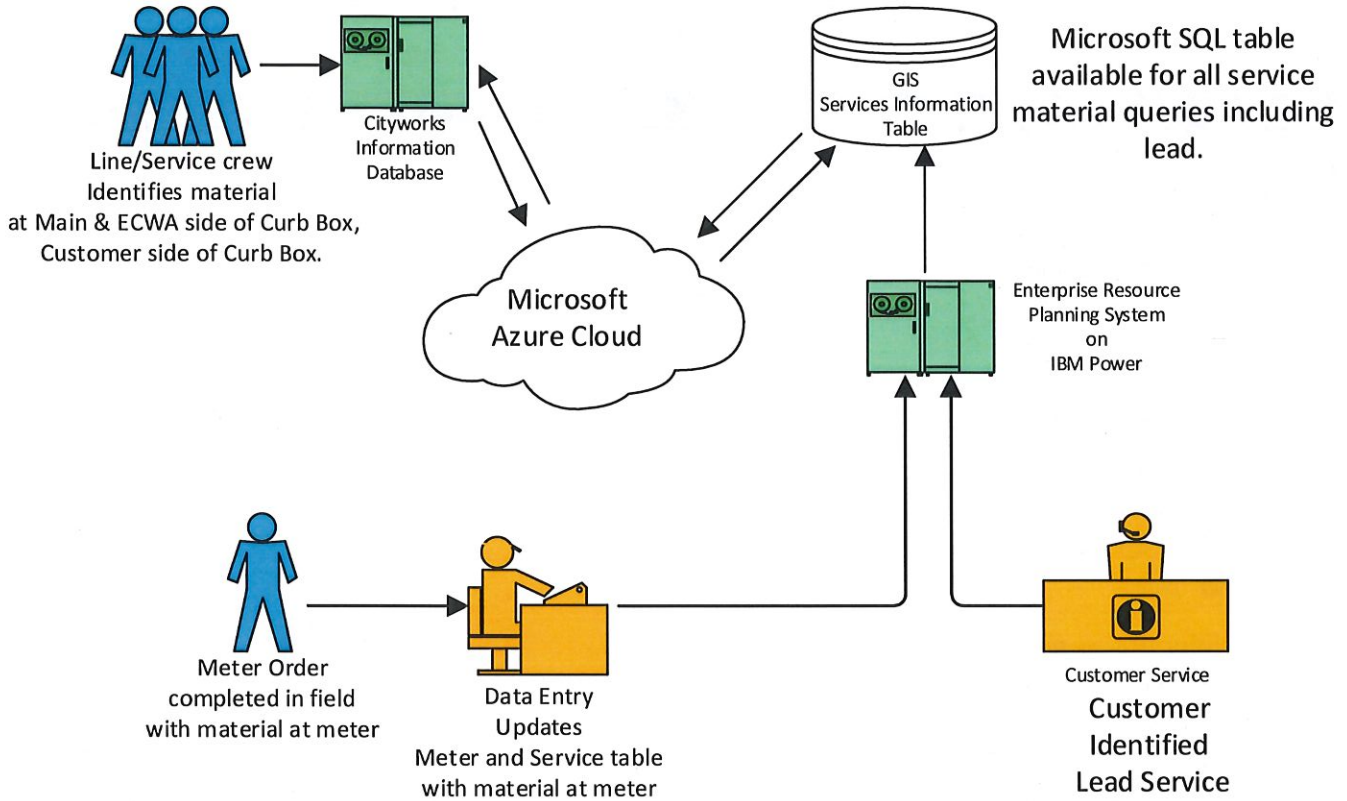 Line/Service crew
Identifies material
at Main & ECWA side of Curb Box,
Customer side of Curb Box.
Cityworks
Information
Database
GIS
Services Information
Table
Microsoft SQL table
available for all service
material queries including
lead.
Microsoft
Azure Cloud
Enterprise Resource
Planning System
on
IBM Power
Meter Order
completed in field
with material at meter
Data Entry
Updates
Meter and Service table
with material at meter
Customer Service
Customer
Identified
Lead Service